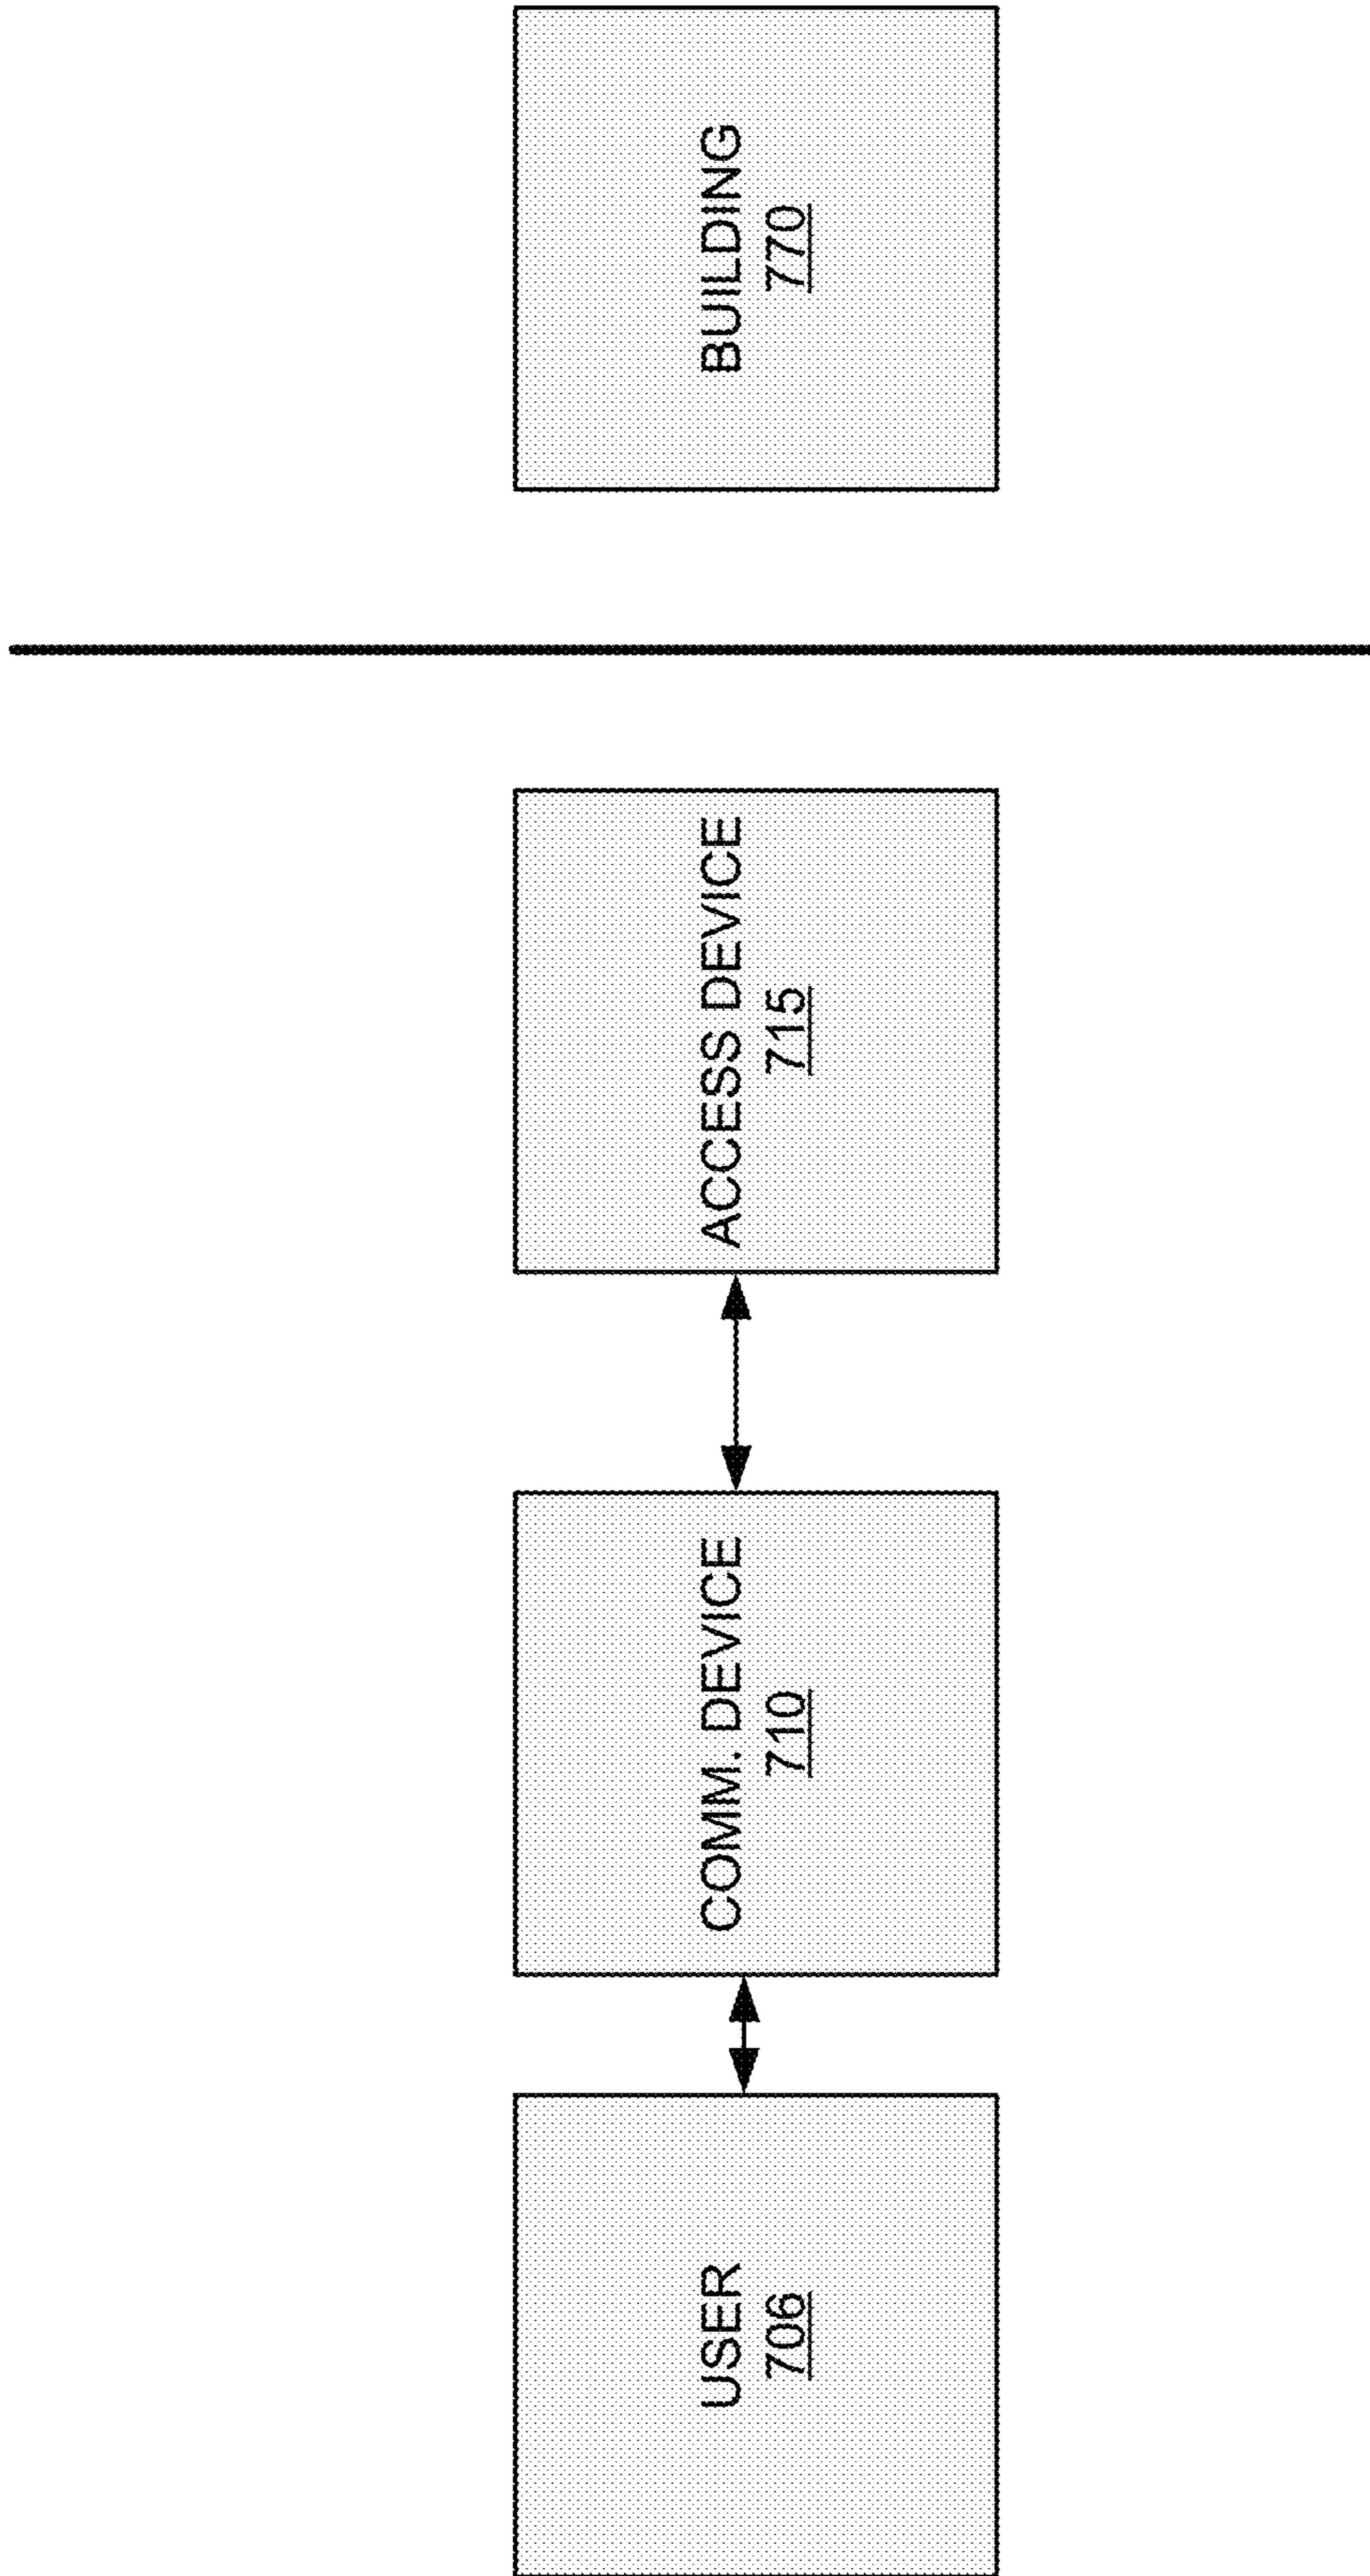 USER
706
COMM. DEVICE
710
ACCESS DEVICE
715
BUILDING
770